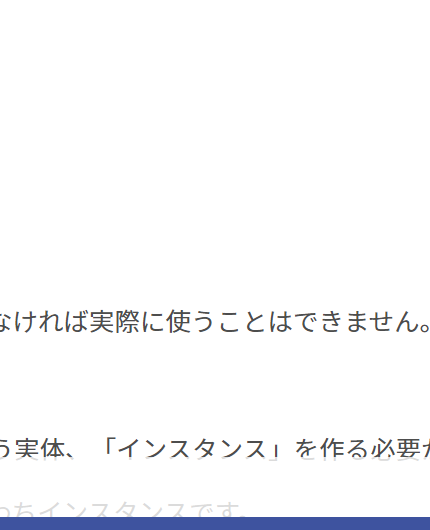 なければ実際に使うことはできません。
う実体、「インスタンス」を作る必要が
っちインスタンスです。